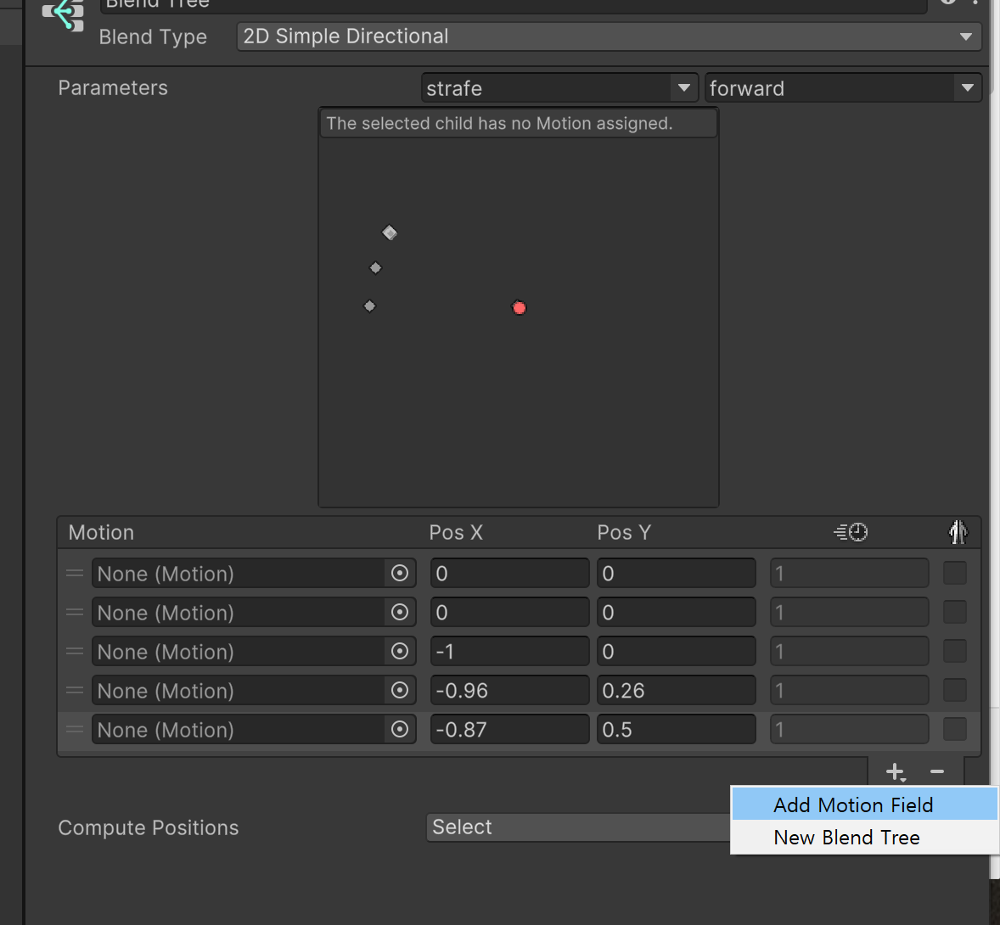 Blend Tree
Blend Type 2D Simple Directional
Parameters strafe forward
The selected child has no Motion assigned.
Motion Pos X Pos Y
None (Motion) 0 0 1
None (Motion) 0 0 1
None (Motion) -1 0 1
None (Motion) -0.96 0.26 1
None (Motion) -0.87 0.5 1
Add Motion Field
Compute Positions Select
New Blend Tree